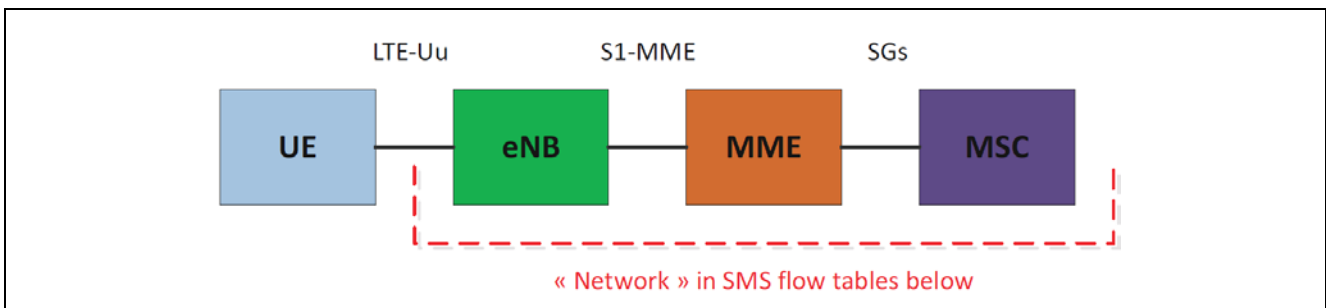 LTE-Uu S1-MME SGs
UE eNB MME MSC
« Network » in SMS flow tables below